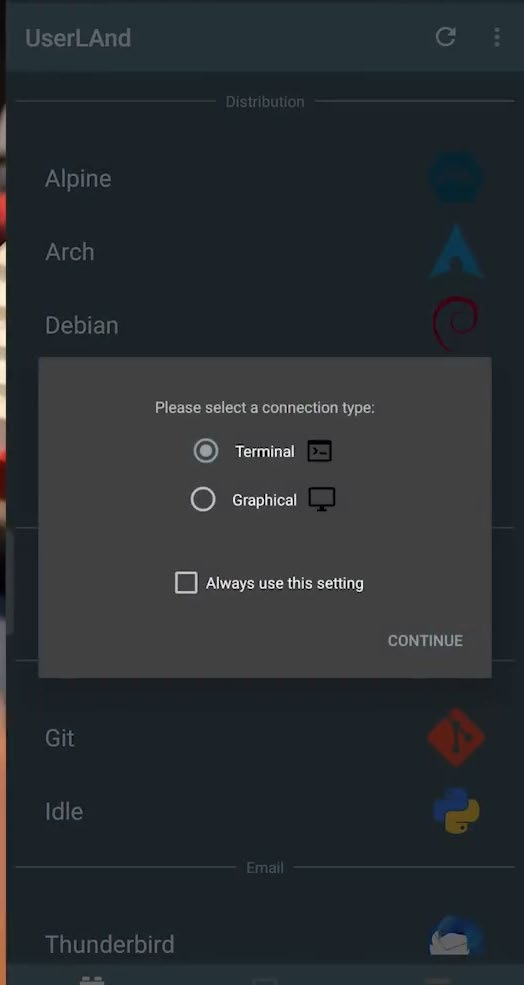 UserLAnd
Distribution
Alpine
Arch
Debian
Please select a connection type:
Terminal
Graphical
Always use this setting
CONTINUE
Git
Idle
Email
Thunderbird